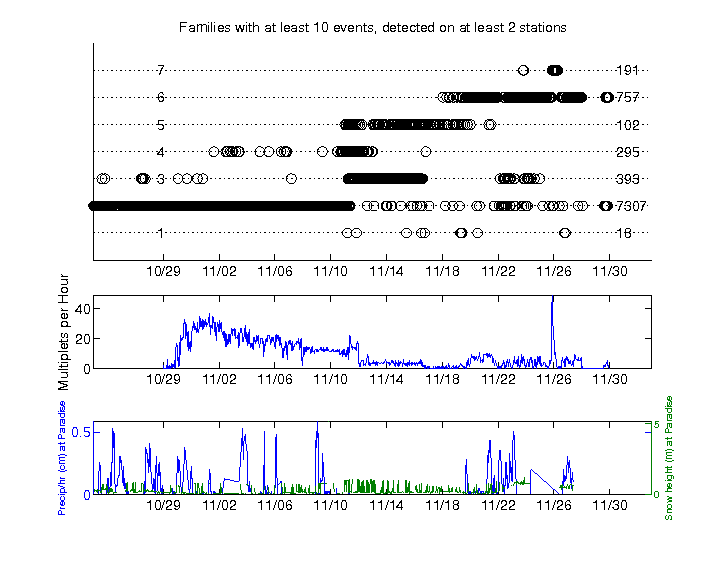 Families with at least 10 events, detected on at least 2 stations
7 191
6 757
5 102
4 295
3 393
7307
1 18
10/29 11/02 11/06 11/10 11/14 11/18 11/22 11/26 11/30
Multiplets per Hour
40
20
0
10/29 11/02 11/06 11/10 11/14 11/18 11/22 11/26 11/30
Precip/hr (cm) at Paradise
0.5
0
Snow height (m) at Paradise
5
0
10/29 11/02 11/06 11/10 11/14 11/18 11/22 11/26 11/30